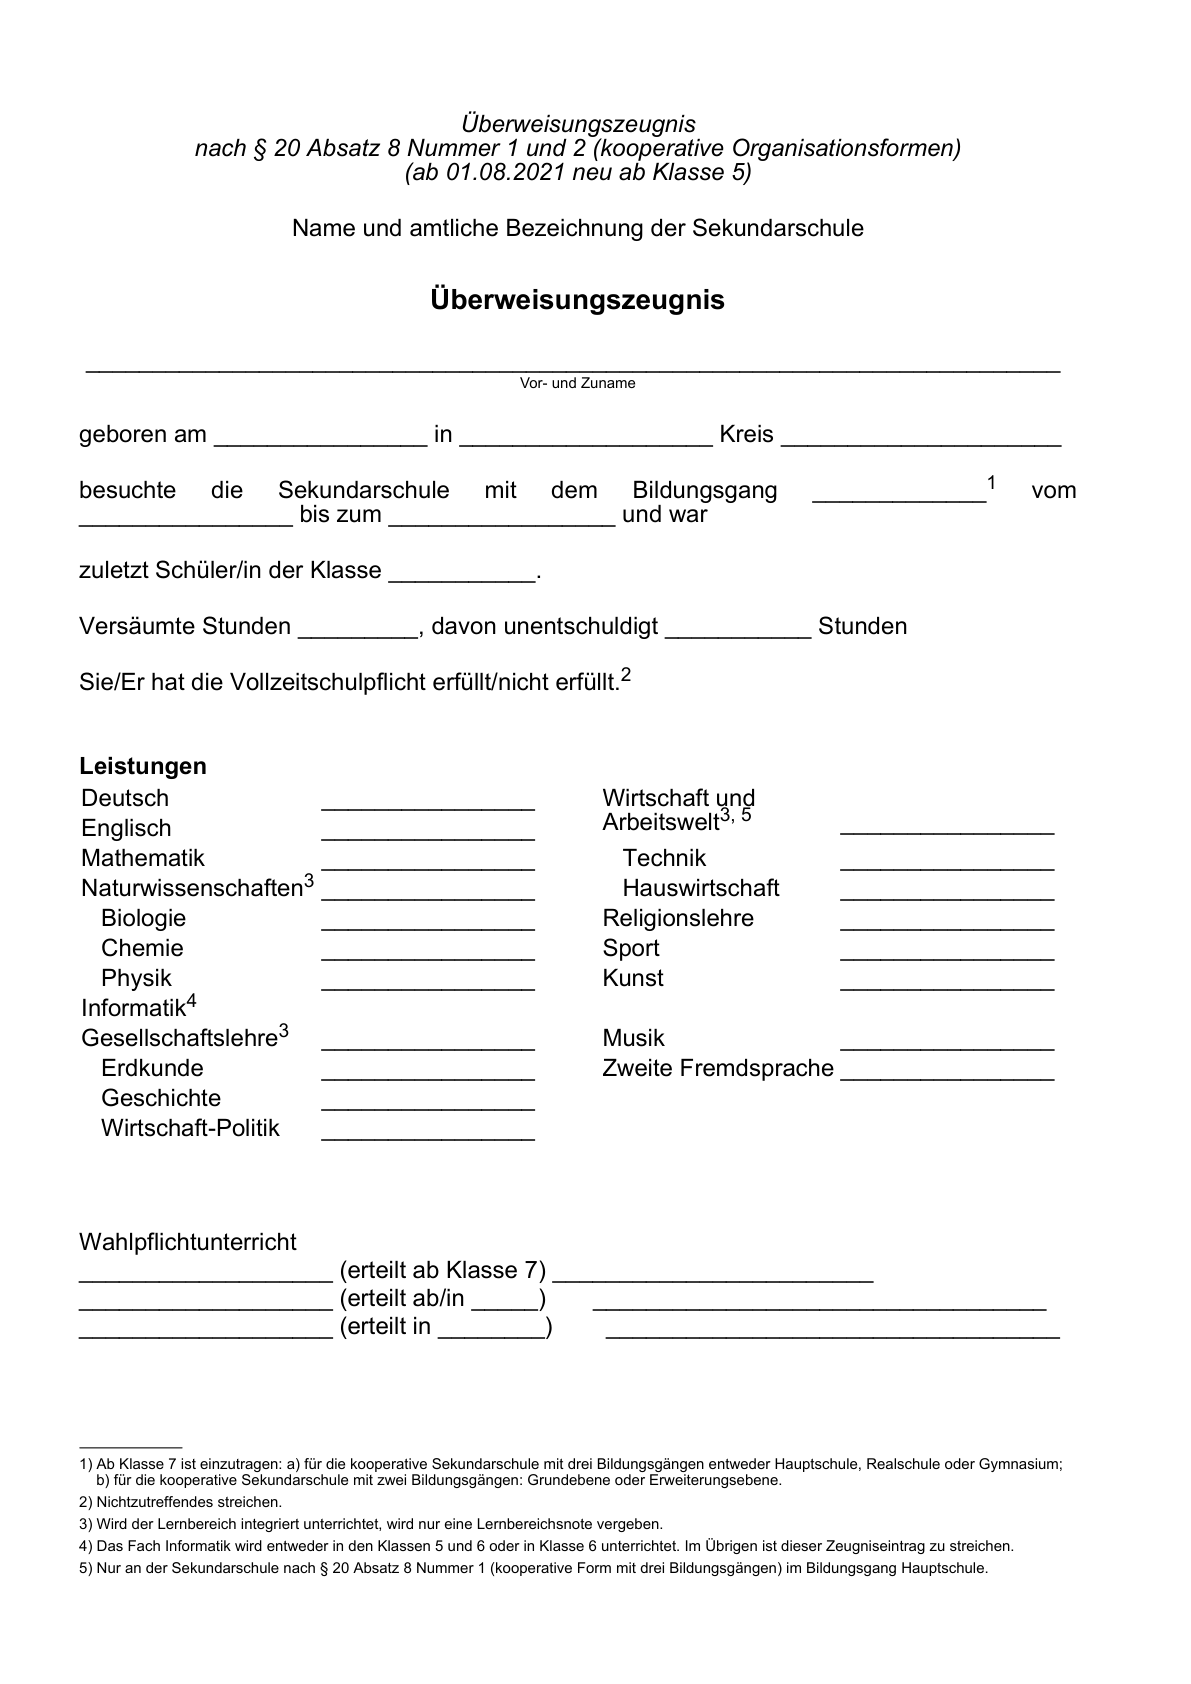 Überweisungszeugnis
nach § 20 Absatz 8 Nummer 1 und 2 (kooperative Organisationsformen)
(ab 01.08.2021 neu ab Klasse 5)
Name und amtliche Bezeichnung der Sekundarschule
Überweisungszeugnis
_________________________________________________________________________
Vor- und Zuname
geboren am ________________ in ___________________ Kreis _____________________
besuchte die Sekundarschule mit dem Bildungsgang _____________1 vom
________________ bis zum _________________ und war
zuletzt Schüler/in der Klasse ___________.
Versäumte Stunden _________, davon unentschuldigt ___________ Stunden
Sie/Er hat die Vollzeitschulpflicht erfüllt/nicht erfüllt.2
Leistungen
Deutsch ________________
Englisch ________________
Mathematik ________________
Naturwissenschaften3 ________________
Biologie ________________
Chemie ________________
Physik ________________
Informatik4
Gesellschaftslehre3 ________________
Erdkunde ________________
Geschichte ________________
Wirtschaft-Politik ________________
Wirtschaft und
Arbeitswelt3, 5 ________________
Technik ________________
Hauswirtschaft ________________
Religionslehre ________________
Sport ________________
Kunst ________________
Musik ________________
Zweite Fremdsprache ________________
Wahlpflichtunterricht
___________________ (erteilt ab Klasse 7) ________________________
___________________ (erteilt ab/in _____) __________________________________
___________________ (erteilt in ________) __________________________________
1) Ab Klasse 7 ist einzutragen: a) für die kooperative Sekundarschule mit drei Bildungsgängen entweder Hauptschule, Realschule oder Gymnasium;
b) für die kooperative Sekundarschule mit zwei Bildungsgängen: Grundebene oder Erweiterungsebene.
2) Nichtzutreffendes streichen.
3) Wird der Lernbereich integriert unterrichtet, wird nur eine Lernbereichsnote vergeben.
4) Das Fach Informatik wird entweder in den Klassen 5 und 6 oder in Klasse 6 unterrichtet. Im Übrigen ist dieser Zeugniseintrag zu streichen.
5) Nur an der Sekundarschule nach § 20 Absatz 8 Nummer 1 (kooperative Form mit drei Bildungsgängen) im Bildungsgang Hauptschule.